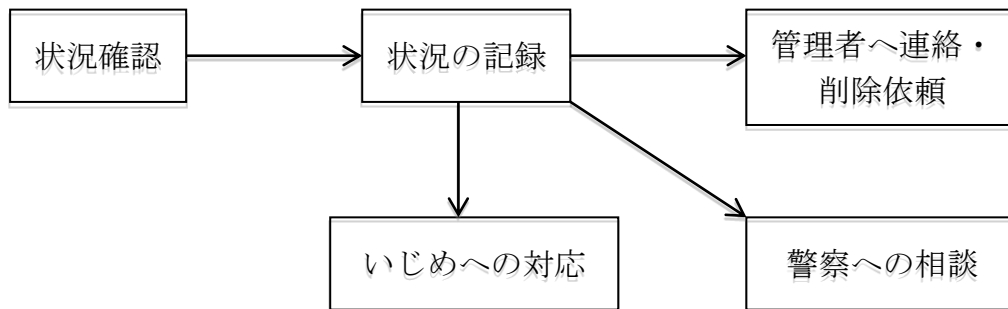 状況確認
状況の記録
管理者へ連絡・
削除依頼
いじめへの対応
警察への相談